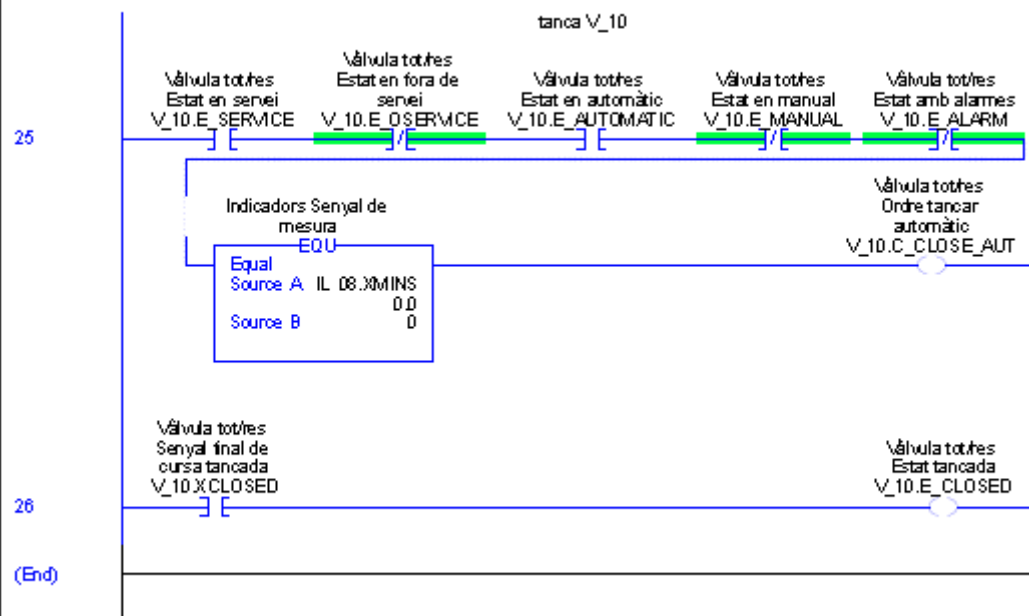 tanca V_10
Vàlvula tot/res
Estat en servei
V_10.E_SERVICE
Vàlvula tot/res
Estat en fora de
servei
V_10.E_OSERVICE
Vàlvula tot/res
Estat en automàtic
V_10.E_AUTOMATIC
Vàlvula tot/res
Estat en manual
V_10.E_MANUAL
Vàlvula tot/res
Estat amb alarmes
V_10.E_ALARM
25
Indicadors Senyal de
mesura
EQU
Equal
Source A IL_08.XMINS
0.0
Source B 0
Vàlvula tot/res
Ordre tancar
automàtic
V_10.C_CLOSE_AUT
Vàlvula tot/res
Senyal final de
cursa tancada
V_10.XCLOSED
Vàlvula tot/res
Estat tancada
V_10.E_CLOSED
26
(End)